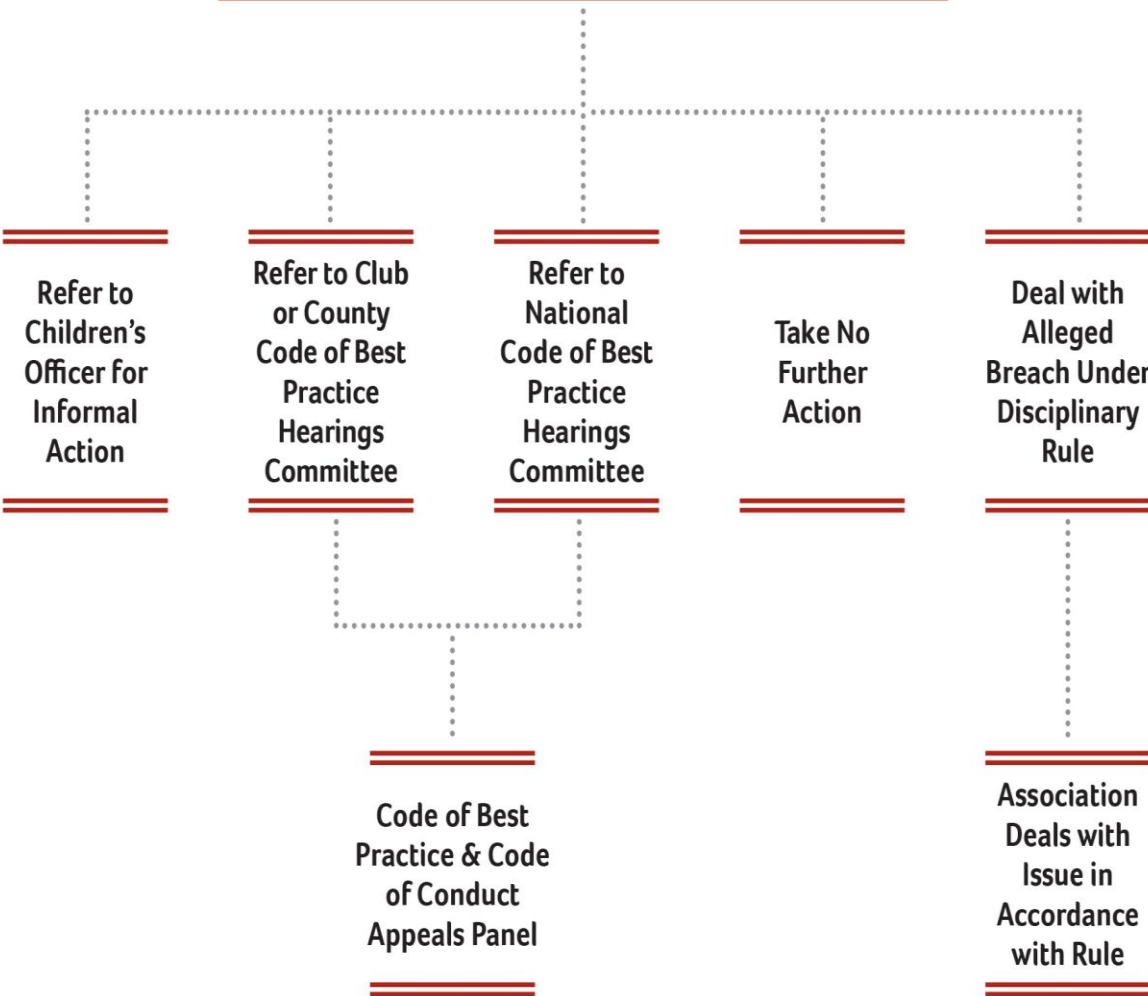 Refer to
Children’s
Officer for
Informal
Action
Refer to Club
or County
Code of Best
Practice
Hearings
Committee
Refer to
National
Code of Best
Practice
Hearings
Committee
Take No
Further
Action
Deal with
Alleged
Breach Under
Disciplinary
Rule
Code of Best
Practice & Code
of Conduct
Appeals Panel
Association
Deals with
Issue in
Accordance
with Rule